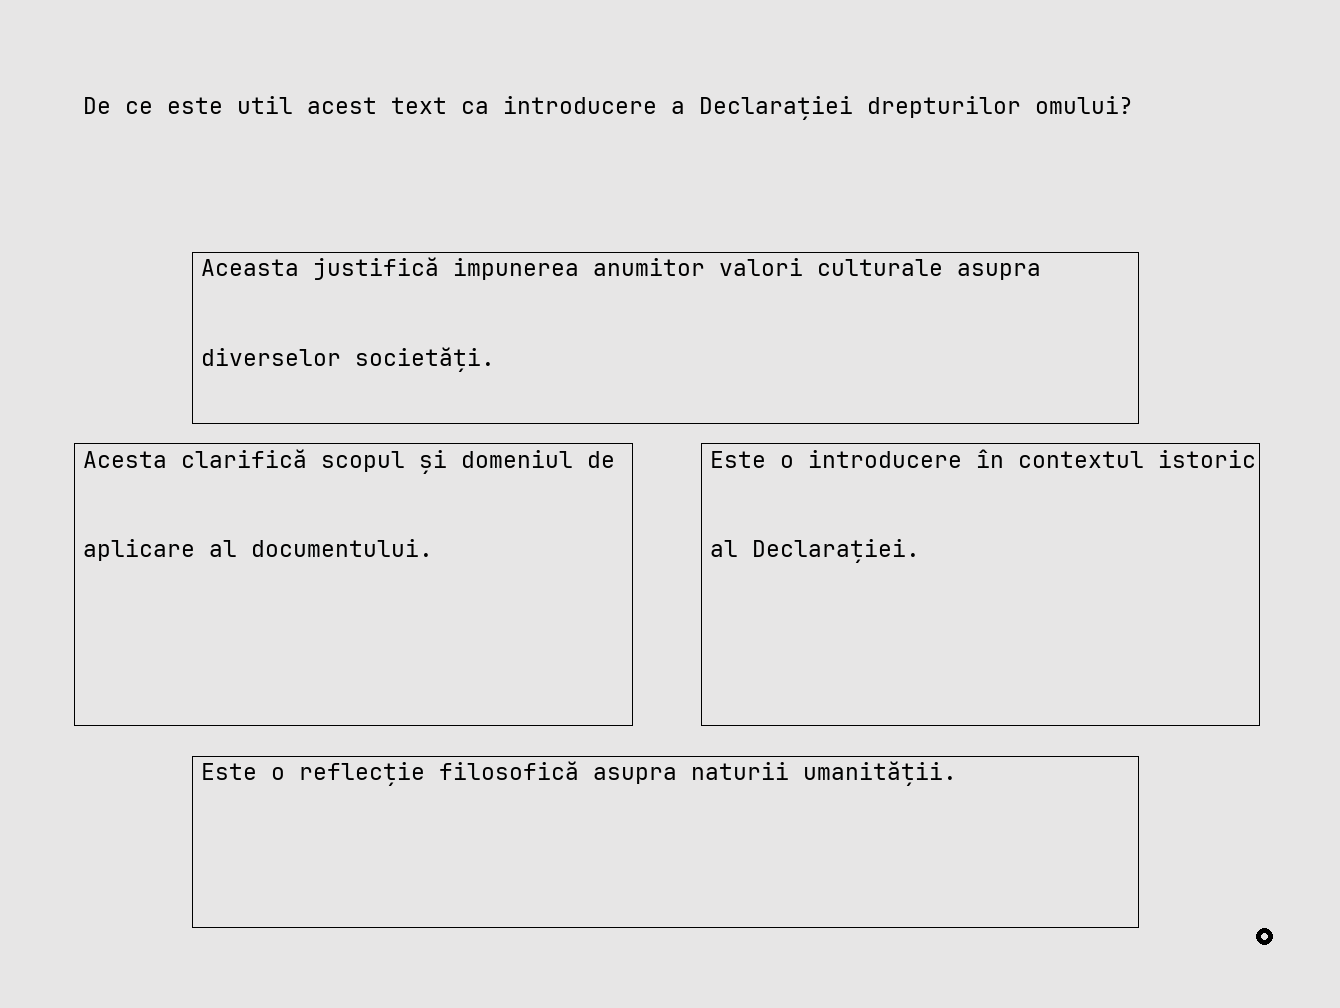 De ce este util acest text ca introducere a Declarației drepturilor omului?
Aceasta justifică impunerea anumitor valori culturale asupra
diverselor societăți.
Acesta clarifică scopul și domeniul de
aplicare al documentului.
Este o introducere în contextul istoric
al Declarației.
Este o reflecție filosofică asupra naturii umanității.